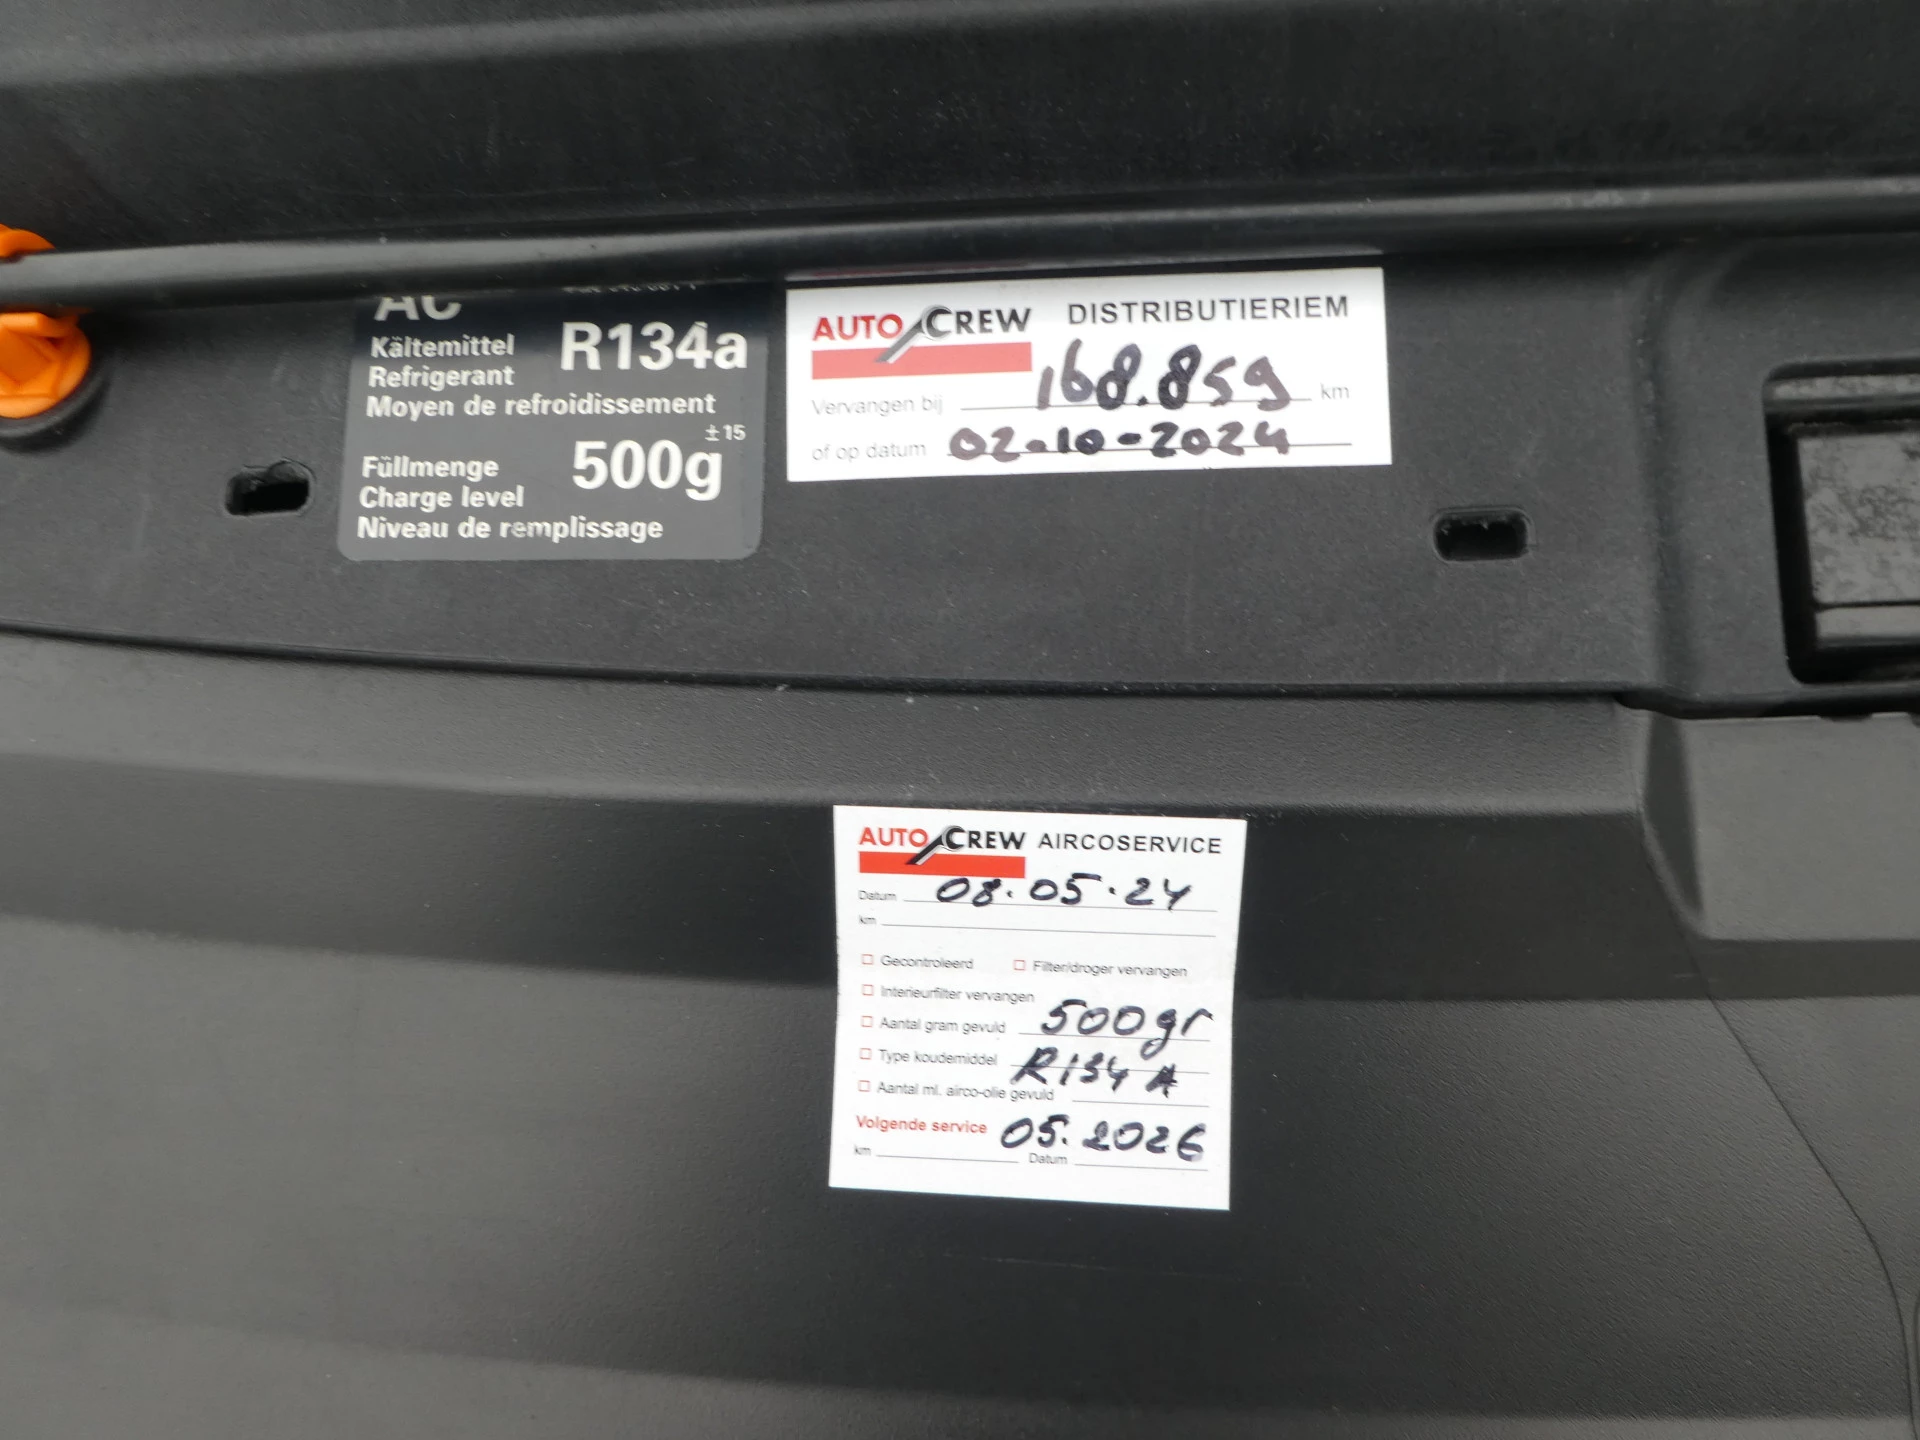 AC
Kältemittel R134a
Refrigerant
Moyen de refroidissement
± 15
Füllmenge 500g
Charge level
Niveau de remplissage
AUTO CREW DISTRIBUTIERIEM
Vervangen bij 168.859 km
of op datum 02-10-2024
AUTO CREW AIRCOSERVICE
Datum 08.05.24
km
Gecontroleerd Filter/droger vervangen
Interieurfilter vervangen
Aantal gram gevuld 500gr
Type koudemiddel R134A
Aantal ml. airco-olie gevuld
Volgende service 05.2026
km Datum